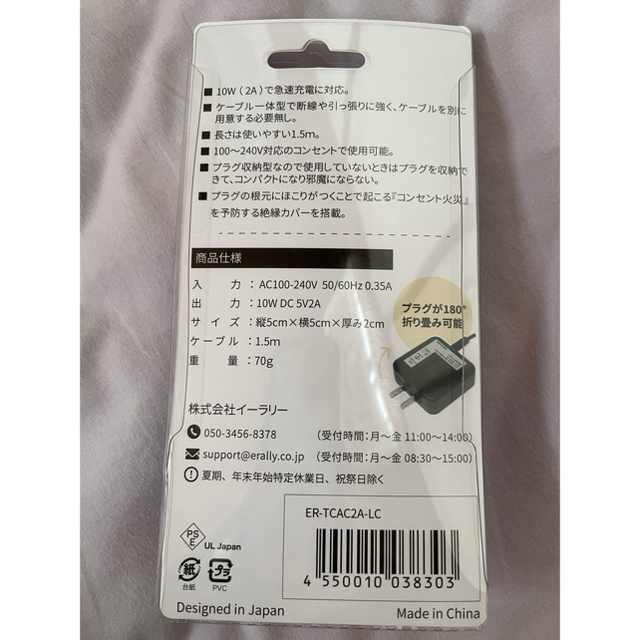 ■ 10W（2A）で急速充電に対応。
■ ケーブル一体型で断線や引っ張りに強く、ケーブルを別に
用意する必要無し。
■ 長さは使いやすい1.5m。
■ 100～240V対応のコンセントで使用可能。
■ プラグ収納型なので使用していないときはプラグを収納で
きて、コンパクトになり邪魔にならない。
■ プラグの根元にほこりがつくことで起こる『コンセント火災』
を予防する絶縁カバーを搭載。
商品仕様
入力：AC100-240V 50/60Hz 0.35A
出力：10W DC 5V2A
サイズ：縦5cm×横5cm×厚み2cm
ケーブル：1.5m
重量：70g
プラグが180°
折り畳み可能
株式会社イーラリー
050-3456-8378 （受付時間：月～金 11:00～14:00）
support@erally.co.jp （受付時間：月～金 08:30～15:00）
夏期、年末年始特定休業日、祝祭日除く
ER-TCAC2A-LC
4 550010 038303
PS
E
UL Japan
紙
台紙
プラ
PVC
Designed in Japan
Made in China